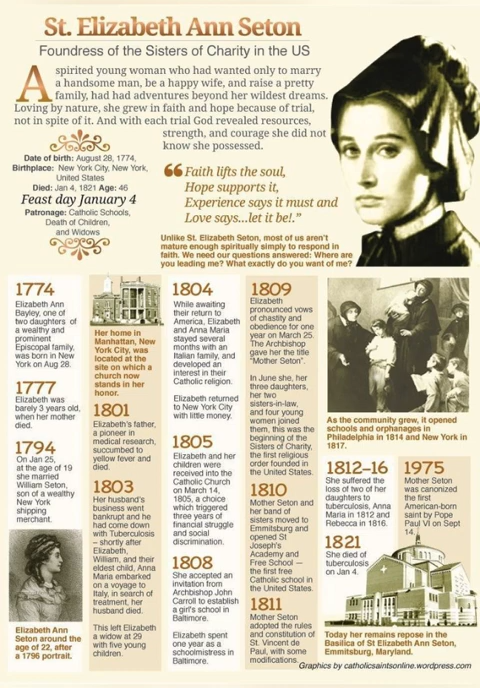 St. Elizabeth Ann Seton
Foundress of the Sisters of Charity in the US
A spirited young woman who had wanted only to marry
a handsome man, be a happy wife, and raise a pretty
family, had had adventures beyond her wildest dreams.
Loving by nature, she grew in faith and hope because of trial,
not in spite of it. And with each trial God revealed resources,
strength, and courage she did not
know she possessed.
Date of birth: August 28, 1774,
Birthplace: New York City, New York,
United States
Died: Jan 4, 1821 Age: 46
Feast day January 4
Patronage: Catholic Schools,
Death of Children,
and Widows
“Faith lifts the soul,
Hope supports it,
Experience says it must and
Love says...let it be!.”
Unlike St. Elizabeth Seton, most of us aren't
mature enough spiritually simply to respond in
faith. We need our questions answered: Where are
you leading me? What exactly do you want of me?
1774
Elizabeth Ann
Bayley, one of
two daughters of
a wealthy and
prominent
Episcopal family,
was born in New
York on Aug 28.
1777
Elizabeth was
barely 3 years old,
when her mother
died.
1794
On Jan 25,
at the age of 19
she married
William Seton,
son of a wealthy
New York
shipping
merchant.
Elizabeth Ann
Seton around the
age of 22, after
a 1796 portrait.
Her home in
Manhattan, New
York City, was
located at the
site on which a
church now
stands in her
honor.
1801
Elizabeth's father,
a pioneer in
medical research,
succumbed to
yellow fever and
died.
1803
Her husband's
business went
bankrupt and he
had come down
with Tuberculosis
– shortly after
Elizabeth,
William, and their
eldest child, Anna
Maria embarked
on a voyage to
Italy, in search of
treatment, her
husband died.
This left Elizabeth
a widow at 29
with five young
children.
1804
While awaiting
their return to
America, Elizabeth
and Anna Maria
stayed several
months with an
Italian family, and
developed an
interest in their
Catholic religion.
Elizabeth returned
to New York City
with little money.
1805
Elizabeth and her
children were
received into the
Catholic Church
on March 14,
1805, a choice
which triggered
three years of
financial struggle
and social
discrimination.
1808
She accepted an
invitation from
Archbishop John
Carroll to establish
a girl's school in
Baltimore.
Elizabeth spent
one year as a
schoolmistress in
Baltimore.
1809
Elizabeth
pronounced vows
of chastity and
obedience for one
year on March 25.
The Archbishop
gave her the title
“Mother Seton”.
In June she, her
three daughters,
her two
sisters-in-law,
and four young
women joined
them, this was the
beginning of the
Sisters of Charity,
the first religious
order founded in
the United States.
1810
Mother Seton and
her band of
sisters moved to
Emmitsburg and
opened St
Joseph's
Academy and
Free School —
the first free
Catholic school in
the United States.
1811
Mother Seton
adopted the rules
and constitution of
St. Vincent de
Paul, with some
modifications.
As the community grew, it opened
schools and orphanages in
Philadelphia in 1814 and New York in
1817.
1812-16
She suffered the
loss of two of her
daughters to
tuberculosis, Anna
Maria in 1812 and
Rebecca in 1816.
1821
She died of
tuberculosis
on Jan 4.
1975
Mother Seton
was canonized
the first
American-born
saint by Pope
Paul VI on Sept
14.
Today her remains repose in the
Basilica of St Elizabeth Ann Seton,
Emmitsburg, Maryland.
Graphics by catholicsaintsonline.wordpress.com